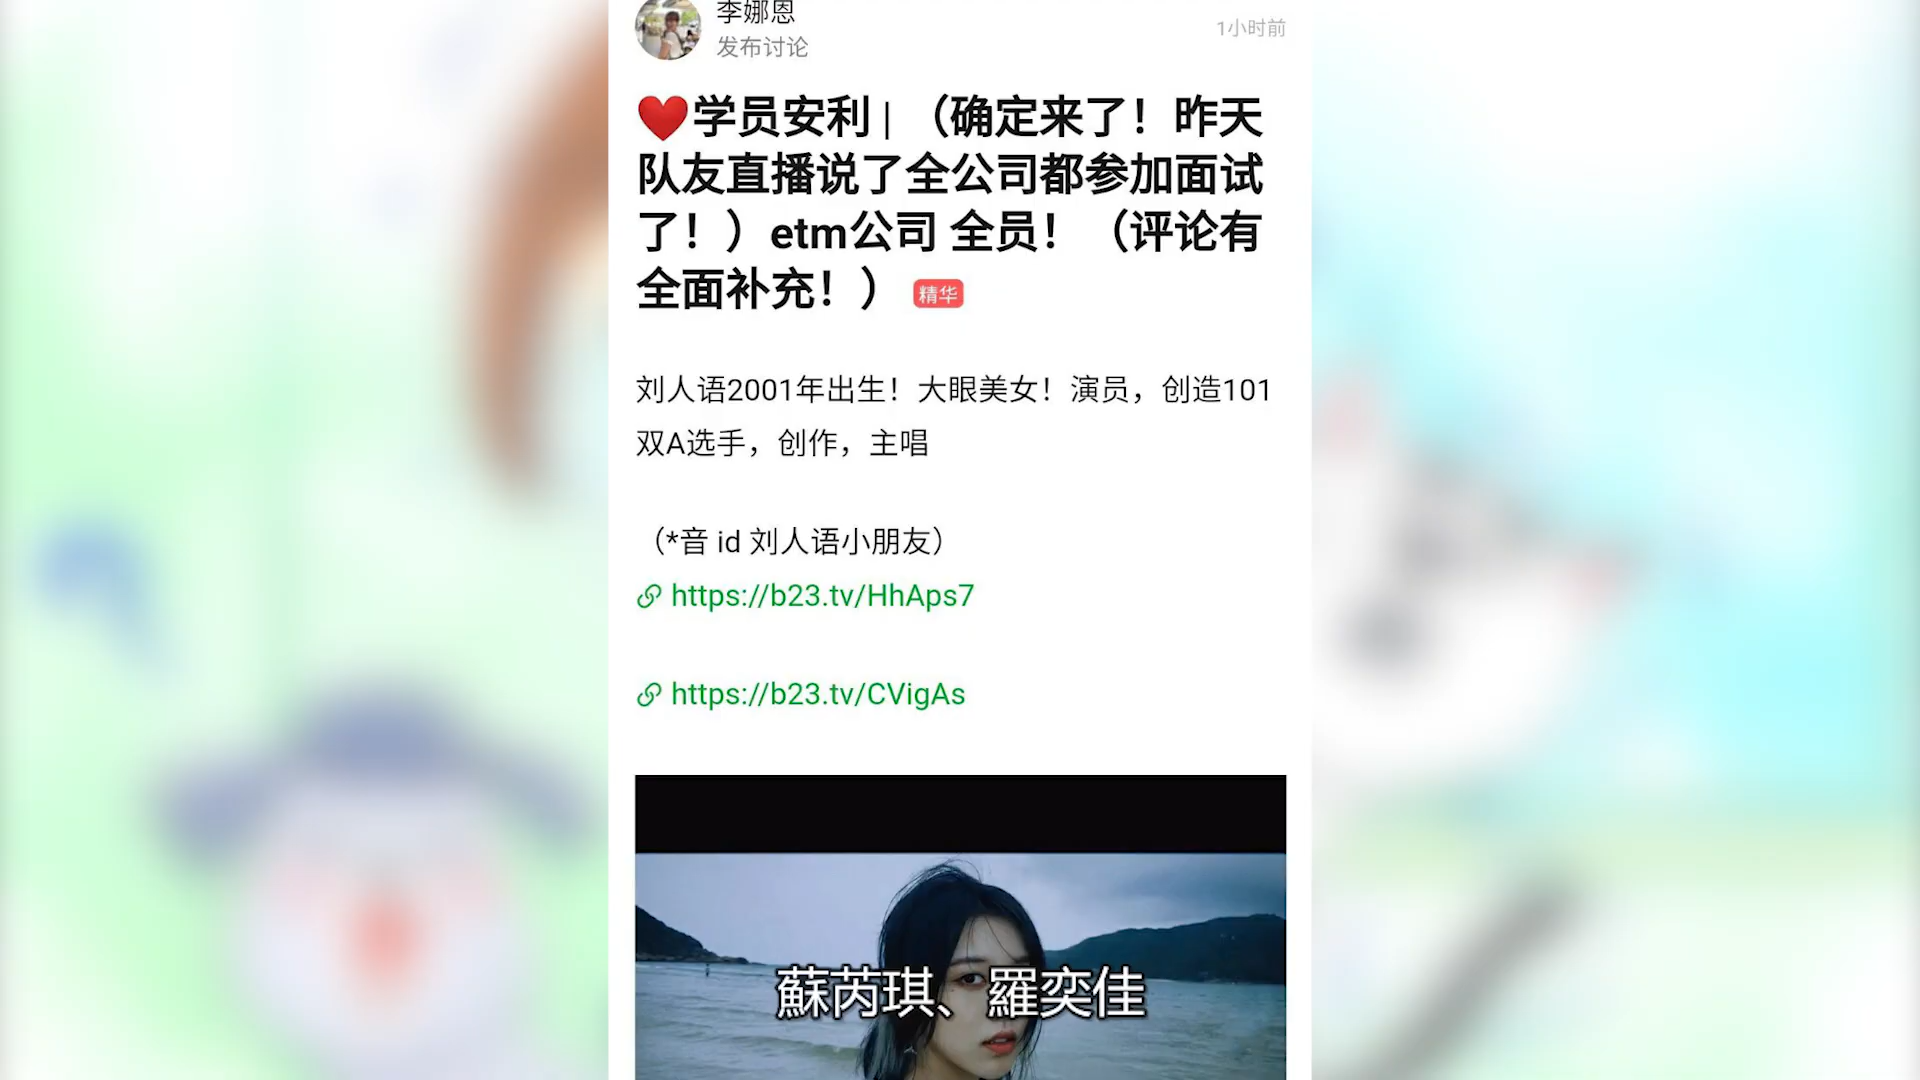 李娜恩
发布讨论
1小时前
❤️学员安利 | （确定来了！昨天
队友直播说了全公司都参加面试
了！）etm公司 全员！（评论有
全面补充！） 精华
刘人语2001年出生！大眼美女！演员，创造101
双A选手，创作，主唱
（*音 id 刘人语小朋友）
https://b23.tv/HhAps7
https://b23.tv/CVigAs
蘇芮琪、羅奕佳